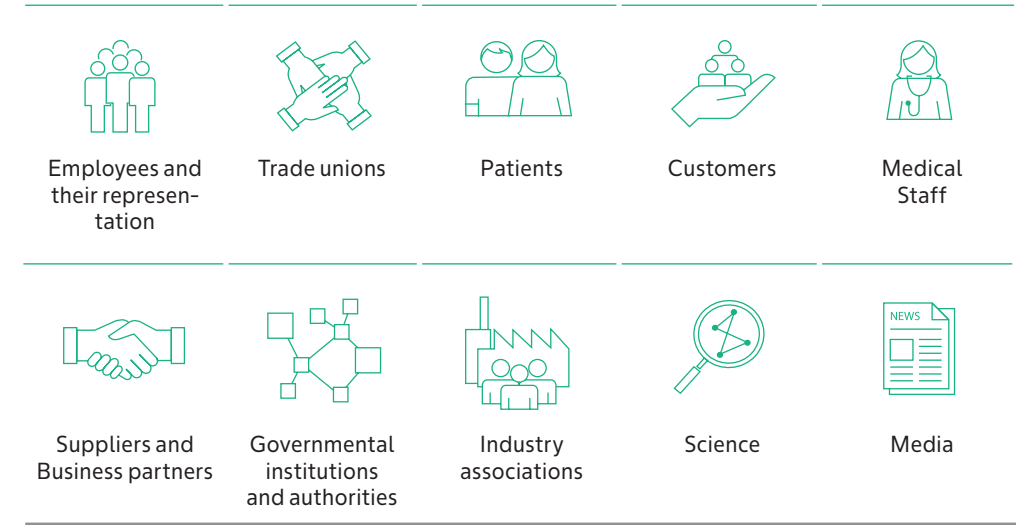 Employees and
their represen-
tation
Trade unions
Patients
Customers
Medical
Staff
Suppliers and
Business partners
Governmental
institutions
and authorities
Industry
associations
Science
NEWS
Media